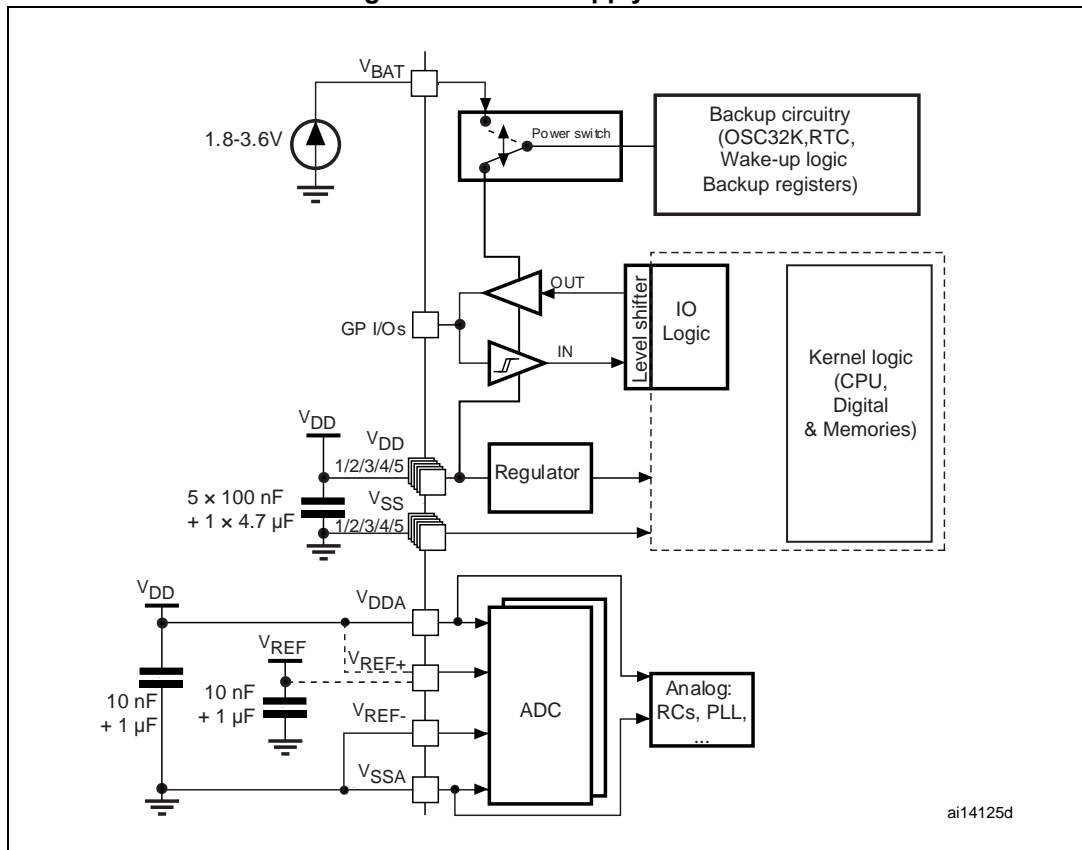 VBAT
1.8-3.6V
Power switch
Backup circuitry
(OSC32K,RTC,
Wake-up logic
Backup registers)
OUT
GP I/Os
IN
Level shifter
IO
Logic
Kernel logic
(CPU,
Digital
& Memories)
VDD
VDD
1/2/3/4/5
Regulator
5 × 100 nF
+ 1 × 4.7 µF
VSS
1/2/3/4/5
VDD
VDDA
VREF
VREF+
10 nF
+ 1 µF
10 nF
+ 1 µF
VREF-
VSSA
ADC
Analog:
RCs, PLL,
...
ai14125d